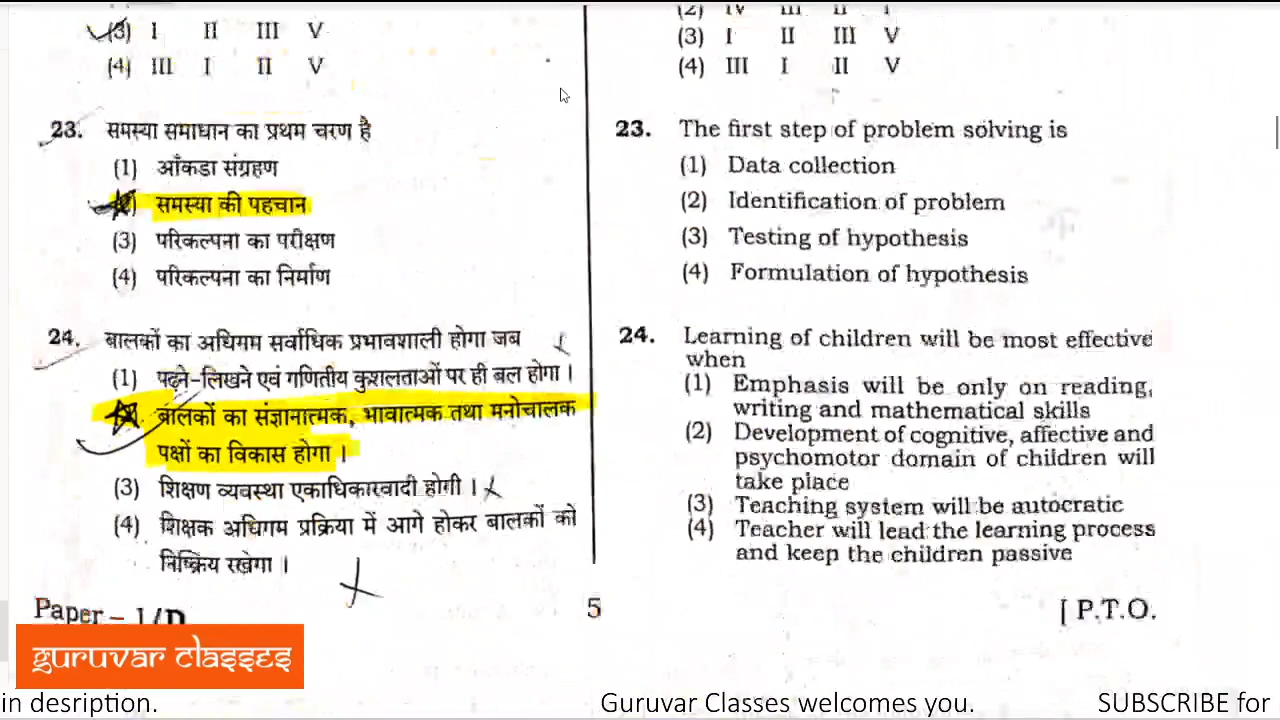 (3) I II III V
(4) III I II V
23. समस्या समाधान का प्रथम चरण है
(1) आँकडा संग्रहण
समस्या की पहचान
(3) परिकल्पना का परीक्षण
(4) परिकल्पना का निर्माण
24. बालकों का अधिगम सर्वाधिक प्रभावशाली होगा जब
(1) पढ़ने-लिखने एवं गणितीय कुशलताओं पर ही बल होगा ।
बालकों का संज्ञानात्मक, भावात्मक तथा मनोचालक
पक्षों का विकास होगा ।
(3) शिक्षण व्यवस्था एकाधिकारवादी होगी ।
(4) शिक्षक अधिगम प्रक्रिया में आगे होकर बालकों को
निष्क्रिय रखेगा ।
(2) IV III II I
(3) I II III V
(4) III I II V
23. The first step of problem solving is
(1) Data collection
(2) Identification of problem
(3) Testing of hypothesis
(4) Formulation of hypothesis
24. Learning of children will be most effective
when
(1) Emphasis will be only on reading,
writing and mathematical skills
(2) Development of cognitive, affective and
psychomotor domain of children will
take place
(3) Teaching system will be autocratic
(4) Teacher will lead the learning process
and keep the children passive
Paper – I/D
5
[ P.T.O.
guruvar classes
in desription. Guruvar Classes welcomes you. SUBSCRIBE for